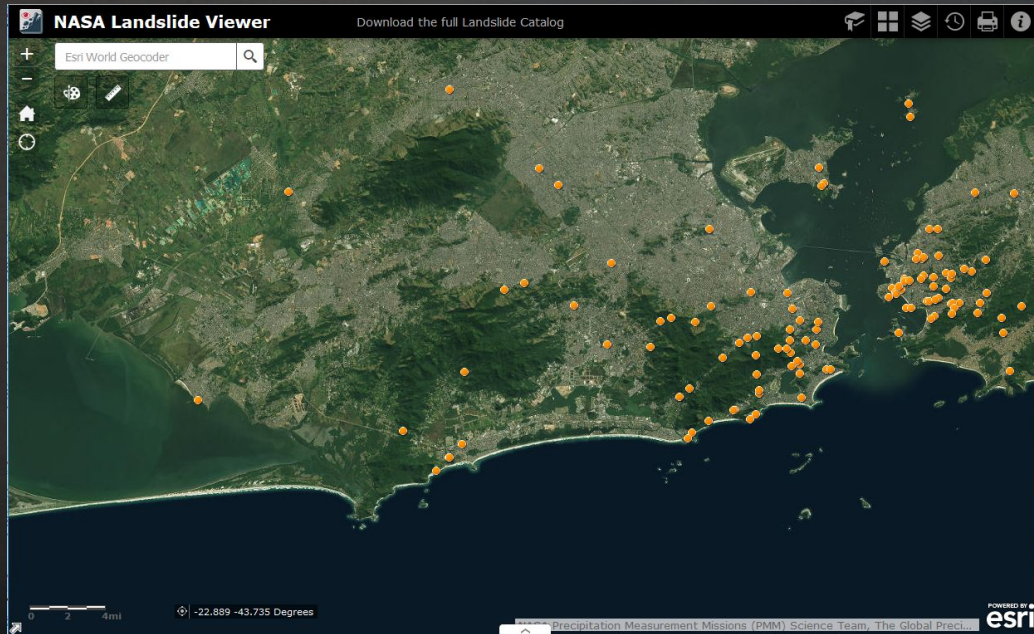 NASA Landslide Viewer
Download the full Landslide Catalog
+
Esri World Geocoder
−
0 2 4mi
-22.889 -43.735 Degrees
NASA Precipitation Measurement Missions (PMM) Science Team, The Global Preci...
POWERED BY
esri